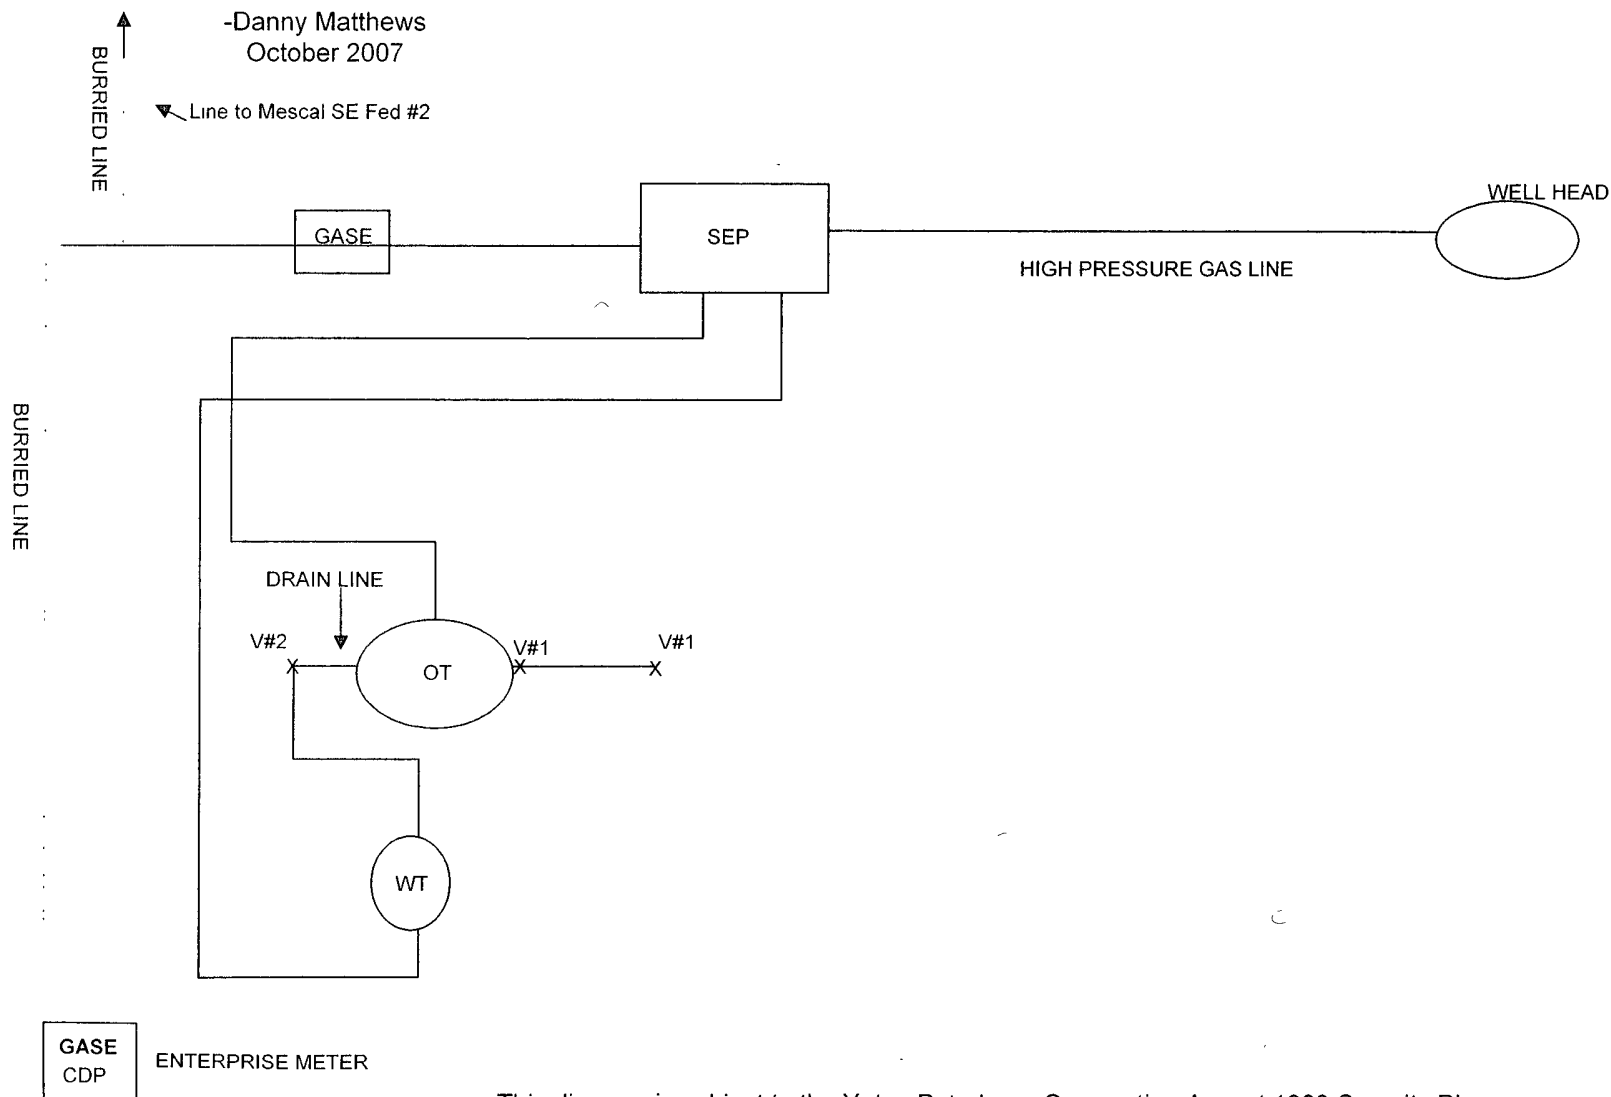 -Danny Matthews
October 2007
BURRIED LINE
Line to Mescal SE Fed #2
WELL HEAD
GASE
SEP
HIGH PRESSURE GAS LINE
BURRIED LINE
DRAIN LINE
V#2
V#1
V#1
OT
WT
GASE
CDP
ENTERPRISE METER